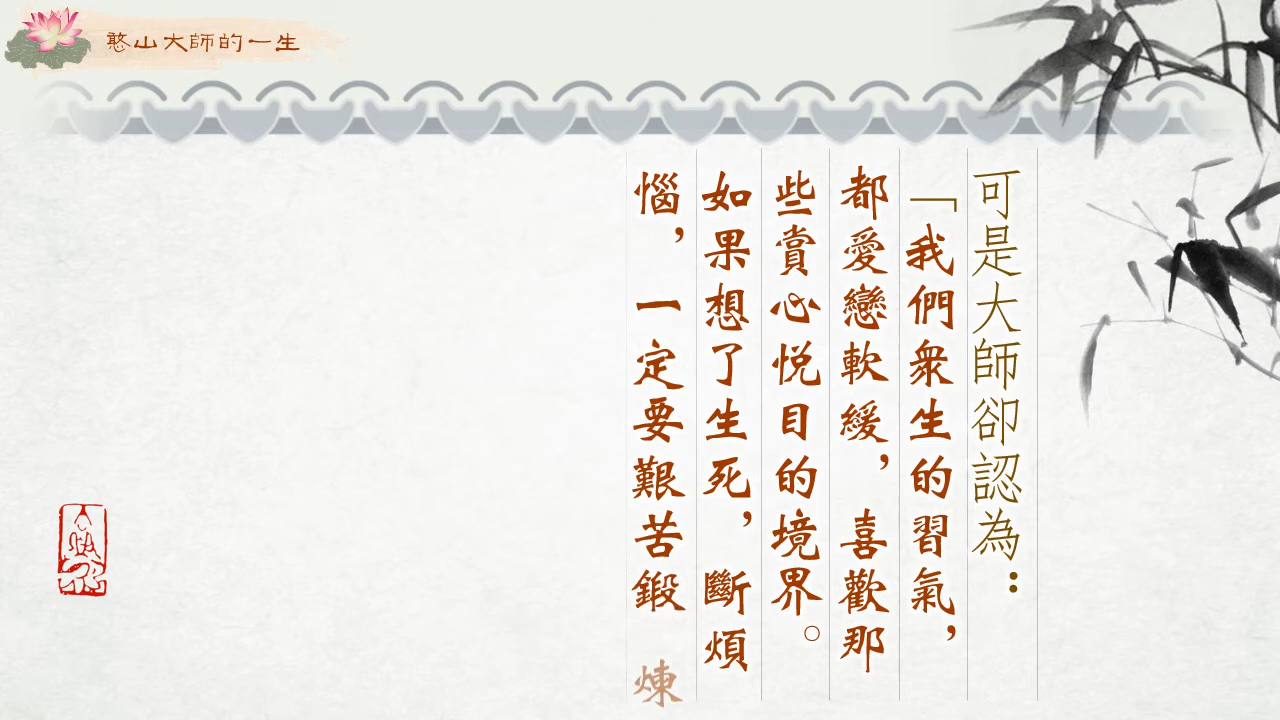 憨山大師的一生
可是大師卻認為：
「我們衆生的習氣，
都愛戀軟緩，喜歡那
些賞心悅目的境界。
如果想了生死，斷煩
惱，一定要艱苦鍛煉